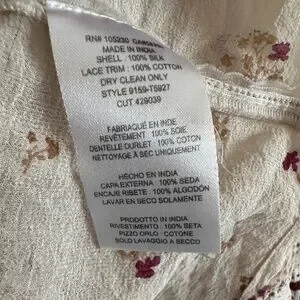 RN# 105230
MADE IN INDIA
SHELL : 100% SILK
LACE TRIM : 100% COTTON
DRY CLEAN ONLY
STYLE 9159-T5927
CUT 429039
FABRIQUÉ EN INDE
REVÊTEMENT : 100% SOIE
DENTELLE OURLET : 100% COTON
NETTOYAGE À SEC UNIQUEMENT
HECHO EN INDIA
CAPA EXTERNA : 100% SEDA
ENCAJE RIBETE : 100% ALGODÓN
LAVAR EN SECO SOLAMENTE
PRODOTTO IN INDIA
RIVESTIMENTO : 100% SETA
PIZZO ORLO : COTONE
SOLO LAVAGGIO A SECCO